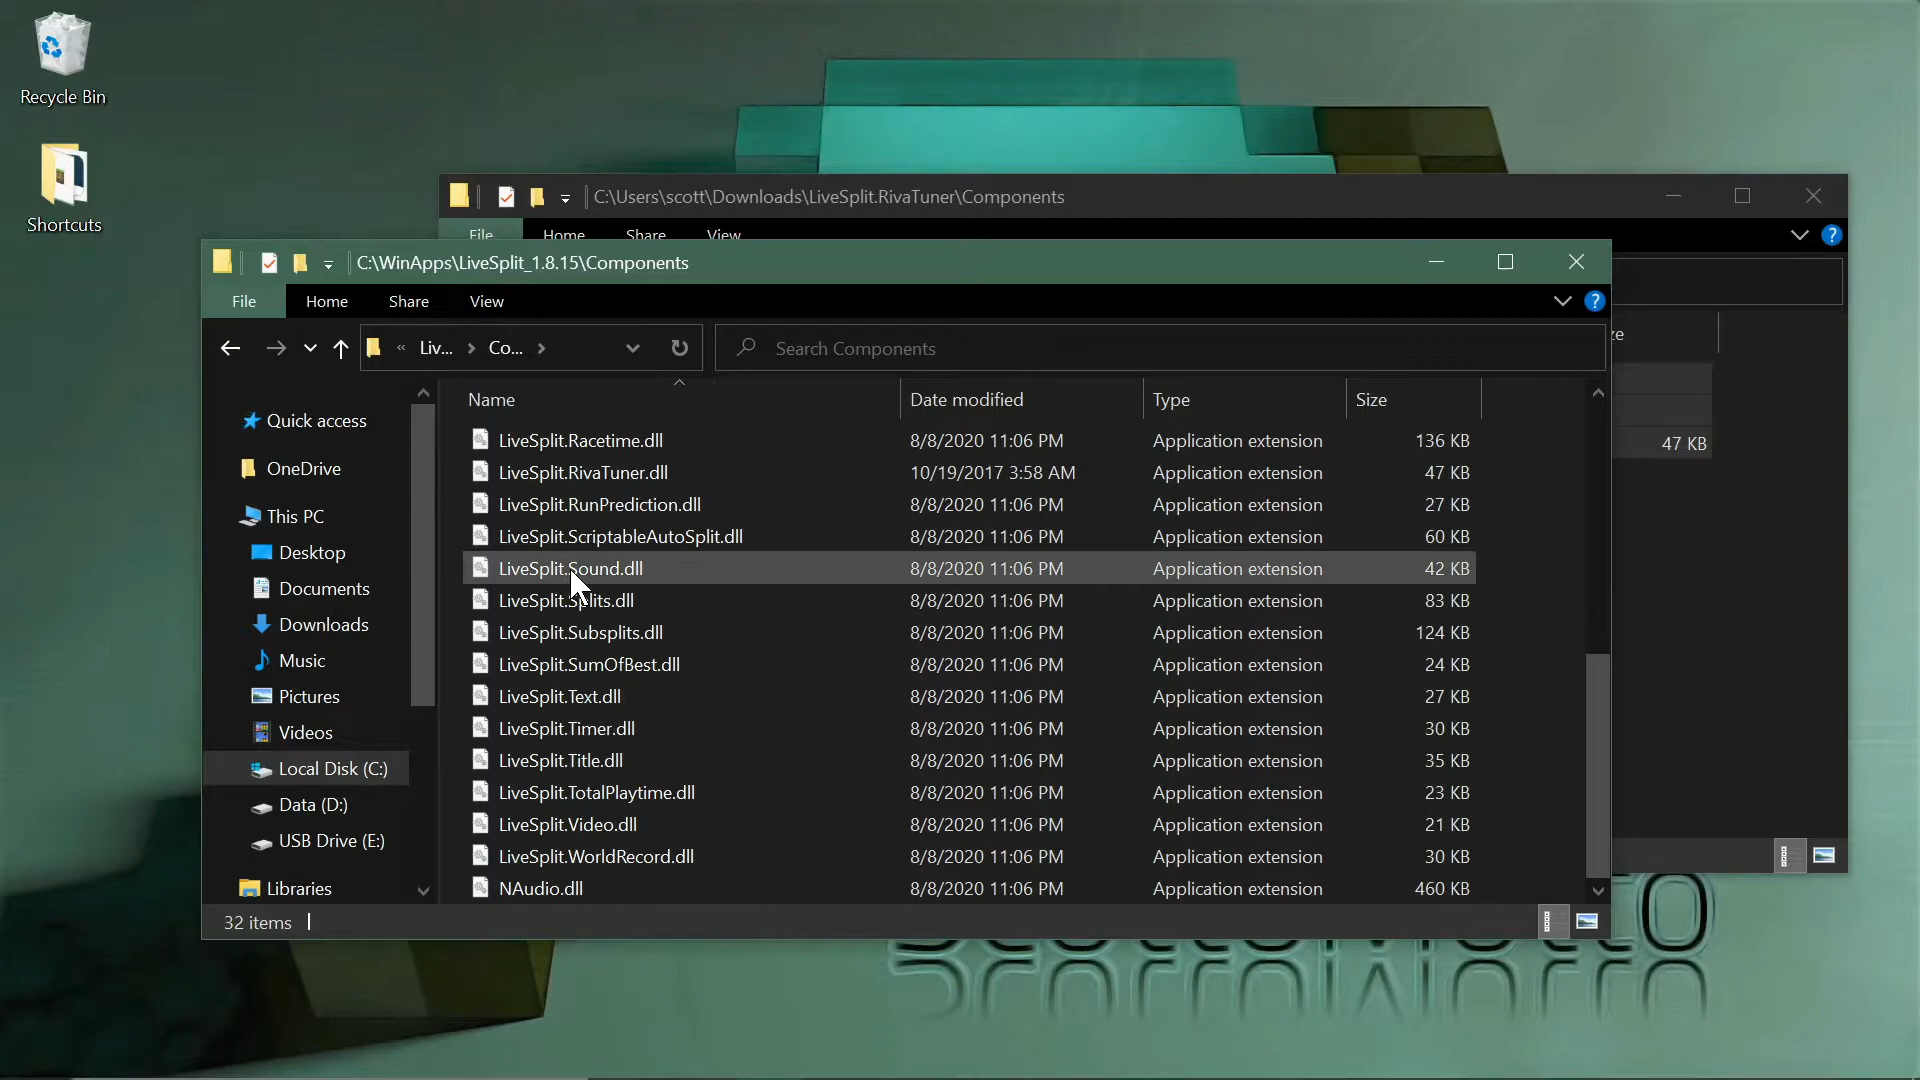 Recycle Bin
Shortcuts
C:\Users\scott\Downloads\LiveSplit.RivaTuner\Components
File Home Share View
?
ze
47 KB
C:\WinApps\LiveSplit_1.8.15\Components
File Home Share View
?
« Liv... › Co... › Search Components
Quick access
OneDrive
This PC
Desktop
Documents
Downloads
Music
Pictures
Videos
Local Disk (C:)
Data (D:)
USB Drive (E:)
Libraries
Name Date modified Type Size
LiveSplit.Racetime.dll 8/8/2020 11:06 PM Application extension 136 KB
LiveSplit.RivaTuner.dll 10/19/2017 3:58 AM Application extension 47 KB
LiveSplit.RunPrediction.dll 8/8/2020 11:06 PM Application extension 27 KB
LiveSplit.ScriptableAutoSplit.dll 8/8/2020 11:06 PM Application extension 60 KB
LiveSplit.Sound.dll 8/8/2020 11:06 PM Application extension 42 KB
LiveSplit.Splits.dll 8/8/2020 11:06 PM Application extension 83 KB
LiveSplit.Subsplits.dll 8/8/2020 11:06 PM Application extension 124 KB
LiveSplit.SumOfBest.dll 8/8/2020 11:06 PM Application extension 24 KB
LiveSplit.Text.dll 8/8/2020 11:06 PM Application extension 27 KB
LiveSplit.Timer.dll 8/8/2020 11:06 PM Application extension 30 KB
LiveSplit.Title.dll 8/8/2020 11:06 PM Application extension 35 KB
LiveSplit.TotalPlaytime.dll 8/8/2020 11:06 PM Application extension 23 KB
LiveSplit.Video.dll 8/8/2020 11:06 PM Application extension 21 KB
LiveSplit.WorldRecord.dll 8/8/2020 11:06 PM Application extension 30 KB
NAudio.dll 8/8/2020 11:06 PM Application extension 460 KB
32 items